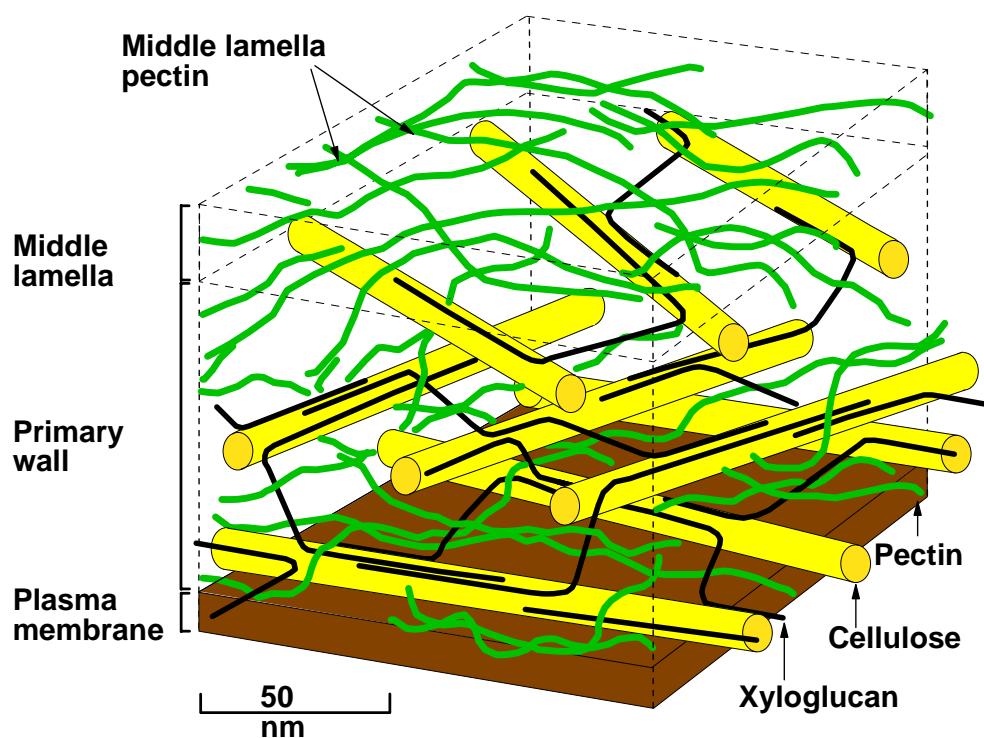 Middle lamella
pectin
Middle
lamella
Primary
wall
Pectin
Plasma
membrane
Cellulose
Xyloglucan
50
nm